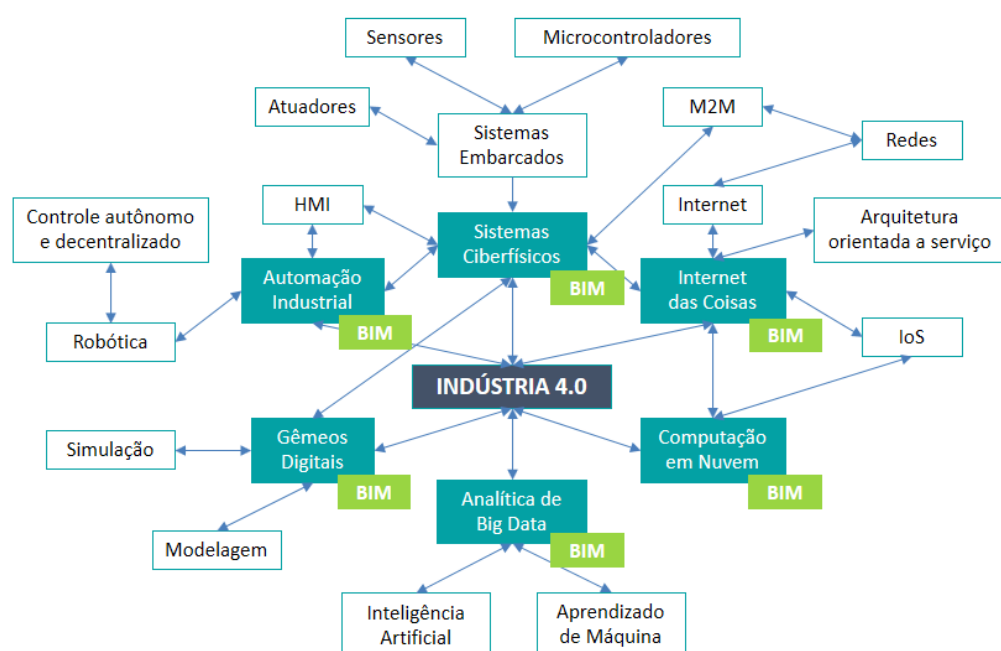 Sensores
Microcontroladores
Atuadores
Sistemas
Embarcados
M2M
Redes
Controle autônomo
e decentralizado
HMI
Sistemas
Ciberfísicos
BIM
Internet
Arquitetura
orientada a serviço
Automação
Industrial
BIM
Internet
das Coisas
BIM
Robótica
IoS
INDÚSTRIA 4.0
Simulação
Gêmeos
Digitais
BIM
Computação
em Nuvem
BIM
Analítica de
Big Data
BIM
Modelagem
Inteligência
Artificial
Aprendizado
de Máquina